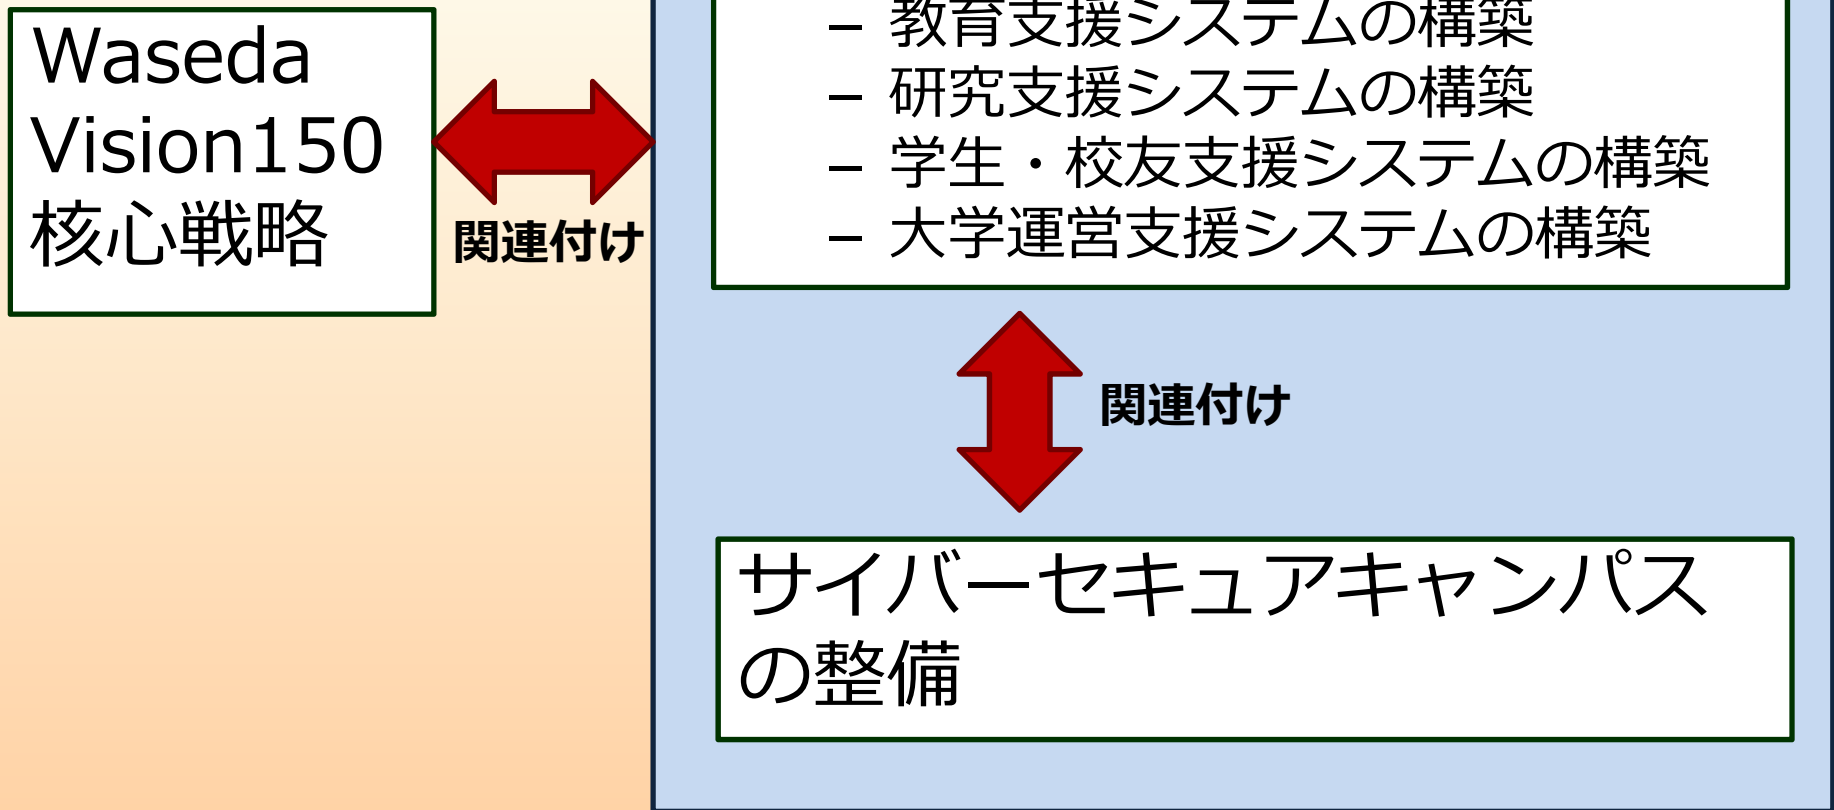 Waseda
Vision150
核心戦略
関連付け
– 教育支援システムの構築
– 研究支援システムの構築
– 学生・校友支援システムの構築
– 大学運営支援システムの構築
関連付け
サイバーセキュアキャンパス
の整備